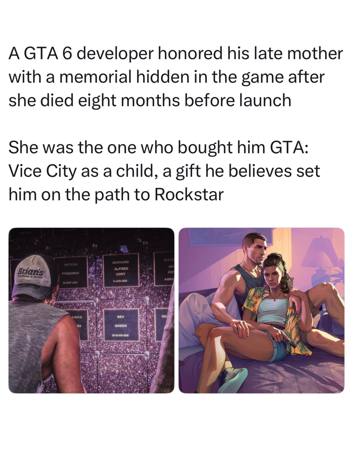 A GTA 6 developer honored his late mother
with a memorial hidden in the game after
she died eight months before launch
She was the one who bought him GTA:
Vice City as a child, a gift he believes set
him on the path to Rockstar
Brian's